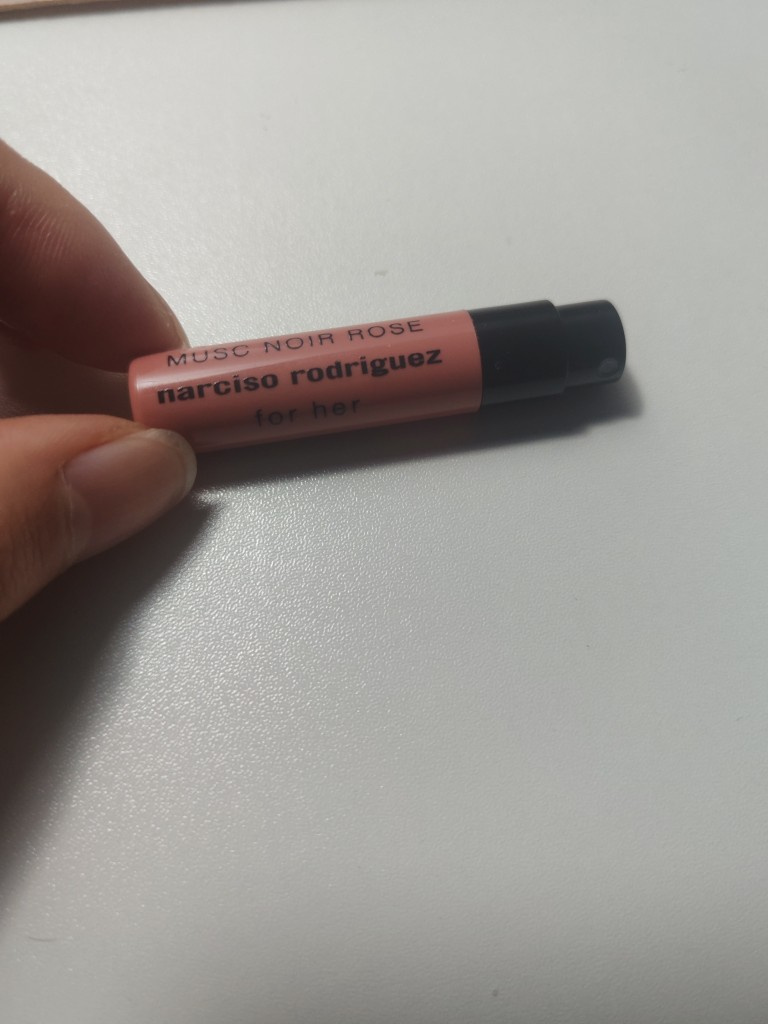 MUSC NOIR ROSE
narciso rodriguez
for her